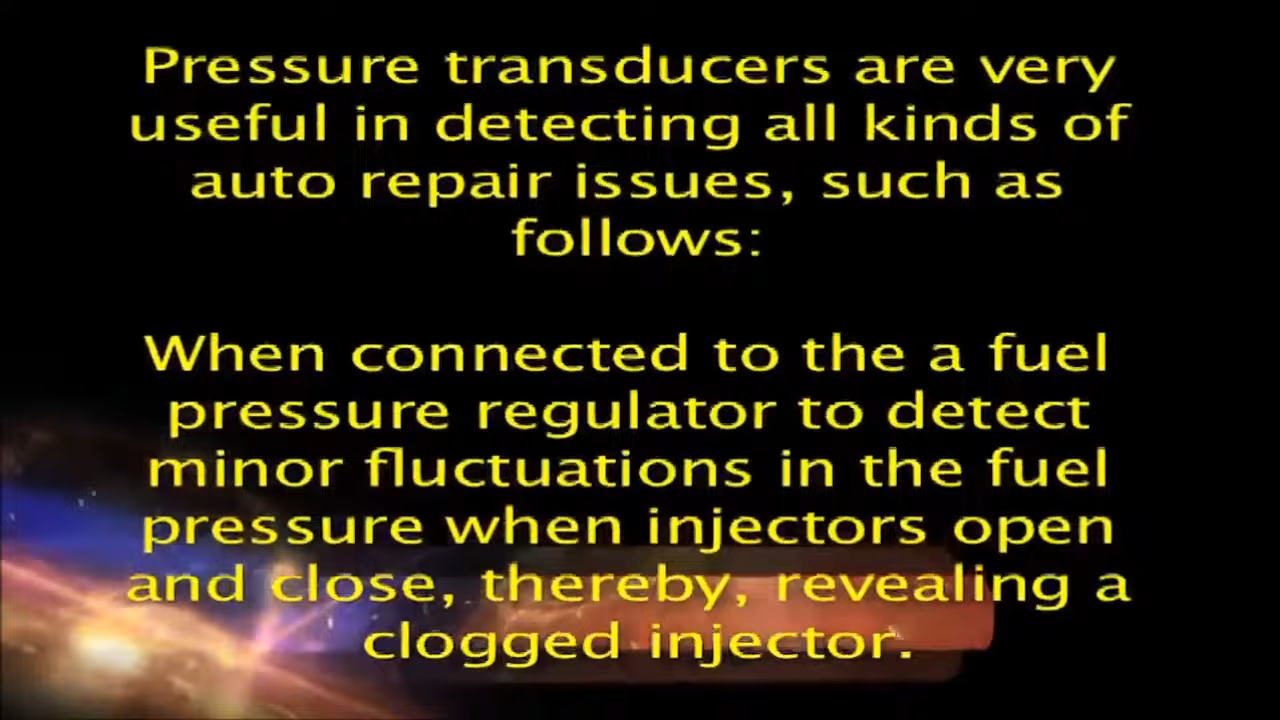 Pressure transducers are very
useful in detecting all kinds of
auto repair issues, such as
follows:
When connected to the a fuel
pressure regulator to detect
minor fluctuations in the fuel
pressure when injectors open
and close, thereby, revealing a
clogged injector.